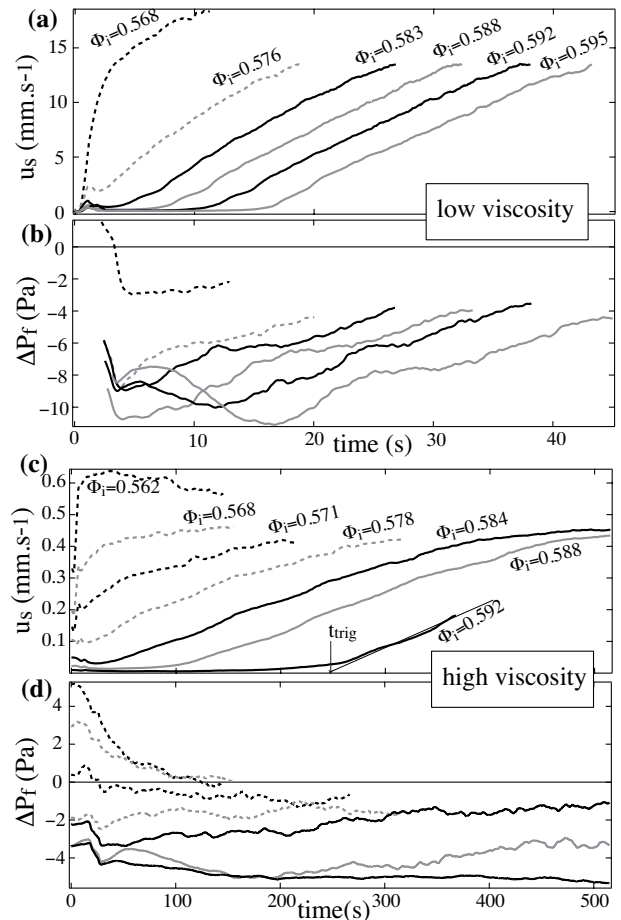 (a)
Φi=0.568
Φi=0.576
Φi=0.583
Φi=0.588
Φi=0.592
Φi=0.595
us (mm.s-1)
15
10
5
0
low viscosity
(b)
ΔPf (Pa)
0
−2
−4
−6
−8
−10
0
10
20
30
40
time (s)
(c)
Φi=0.562
Φi=0.568
Φi=0.571
Φi=0.578
Φi=0.584
Φi=0.588
Φi=0.592
us (mm.s-1)
0.6
0.5
0.4
0.3
0.2
0.1
ttrig
high viscosity
(d)
ΔPf (Pa)
4
2
0
−2
−4
0
100
200
300
400
500
time(s)